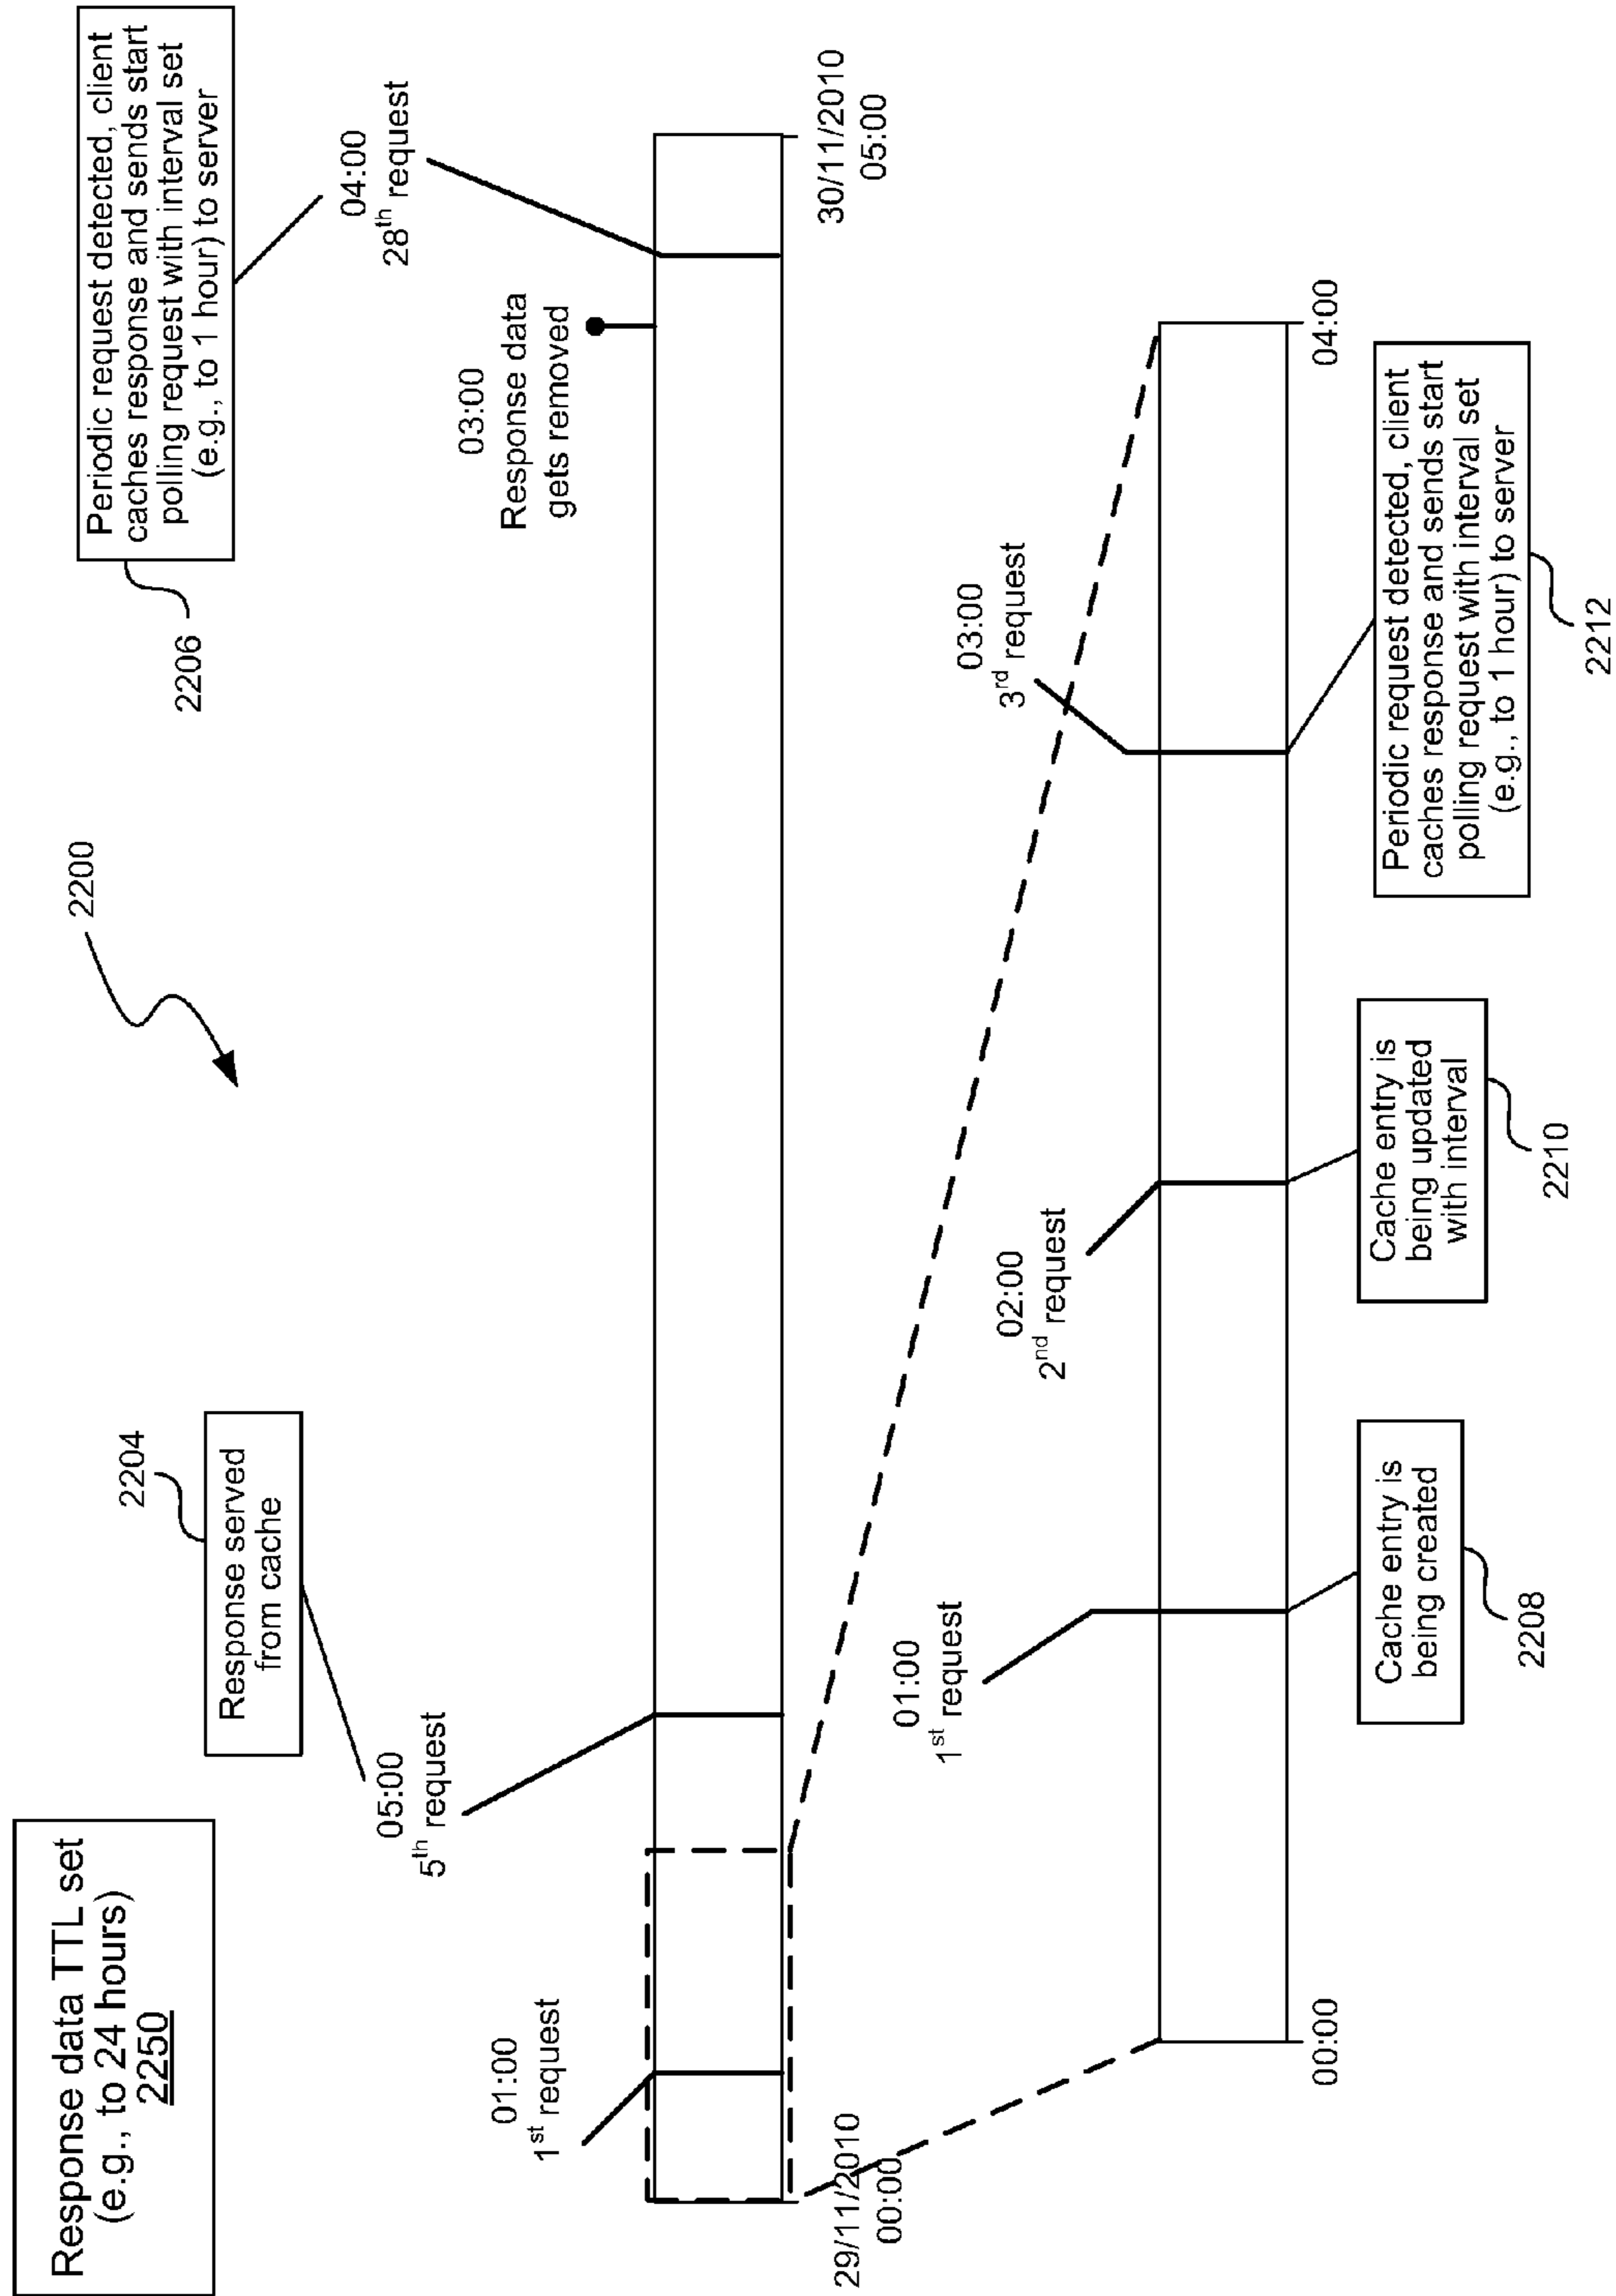 Response data TTL set
(e.g., to 24 hours)
2250
2200
2204
Response served
from cache
2206
Periodic request detected, client
caches response and sends start
polling request with interval set
(e.g., to 1 hour) to server
01:00
1st request
05:00
5th request
03:00
Response data
gets removed
04:00
28th request
29/11/2010
00:00
30/11/2010
05:00
01:00
1st request
02:00
2nd request
03:00
3rd request
00:00
04:00
Cache entry is
being created
2208
Cache entry is
being updated
with interval
2210
Periodic request detected, client
caches response and sends start
polling request with interval set
(e.g., to 1 hour) to server
2212